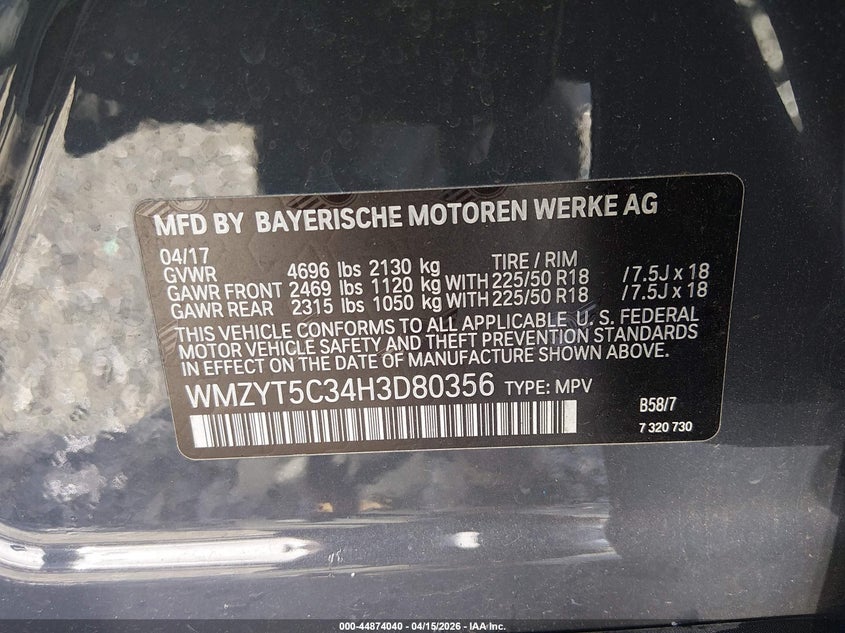 MFD BY BAYERISCHE MOTOREN WERKE AG
04/17 TIRE / RIM
GVWR 4696 lbs 2130 kg
GAWR FRONT 2469 lbs 1120 kg WITH 225/50 R18 /7.5J x 18
GAWR REAR 2315 lbs 1050 kg WITH 225/50 R18 /7.5J x 18
THIS VEHICLE CONFORMS TO ALL APPLICABLE U. S. FEDERAL
MOTOR VEHICLE SAFETY AND THEFT PREVENTION STANDARDS
IN EFFECT ON THE DATE OF MANUFACTURE SHOWN ABOVE.
WMZYT5C34H3D80356 TYPE: MPV
B58/7
7 320 730
000-44874040 - 04/15/2026 - IAA Inc.